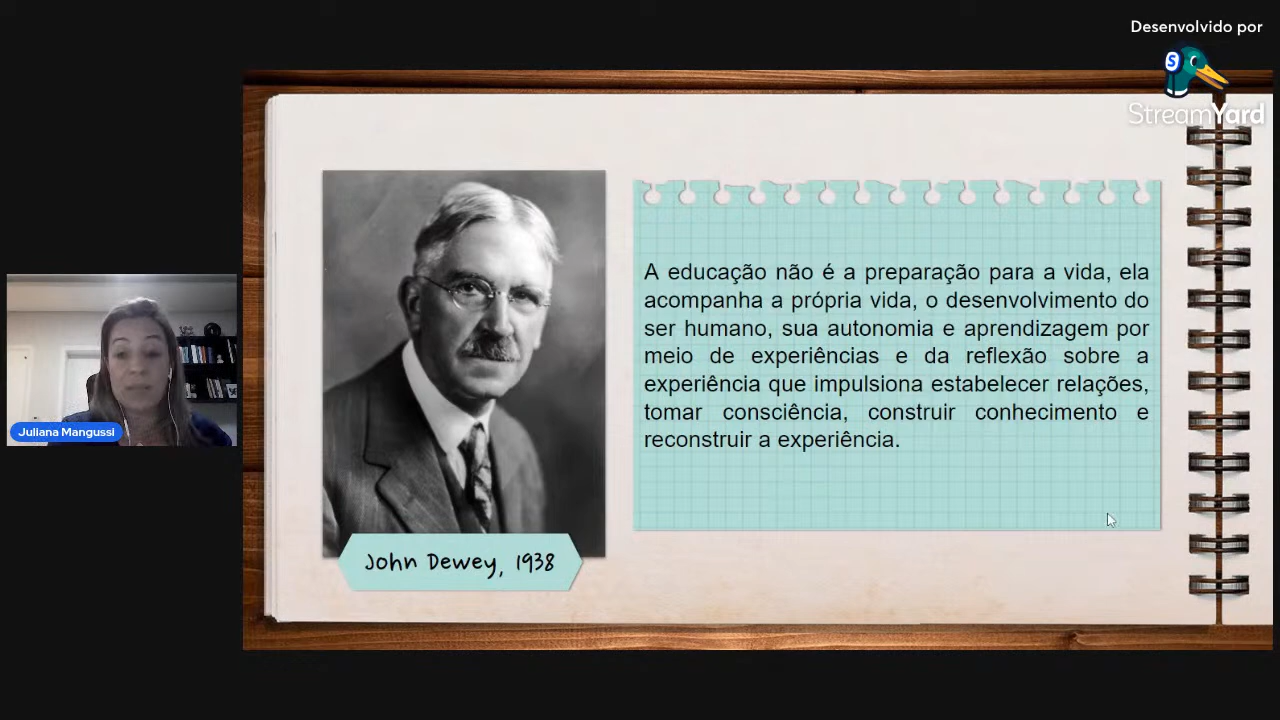 Desenvolvido por
S
StreamYard
A educação não é a preparação para a vida, ela
acompanha a própria vida, o desenvolvimento do
ser humano, sua autonomia e aprendizagem por
meio de experiências e da reflexão sobre a
experiência que impulsiona estabelecer relações,
tomar consciência, construir conhecimento e
reconstruir a experiência.
Juliana Mangussi
John Dewey, 1938